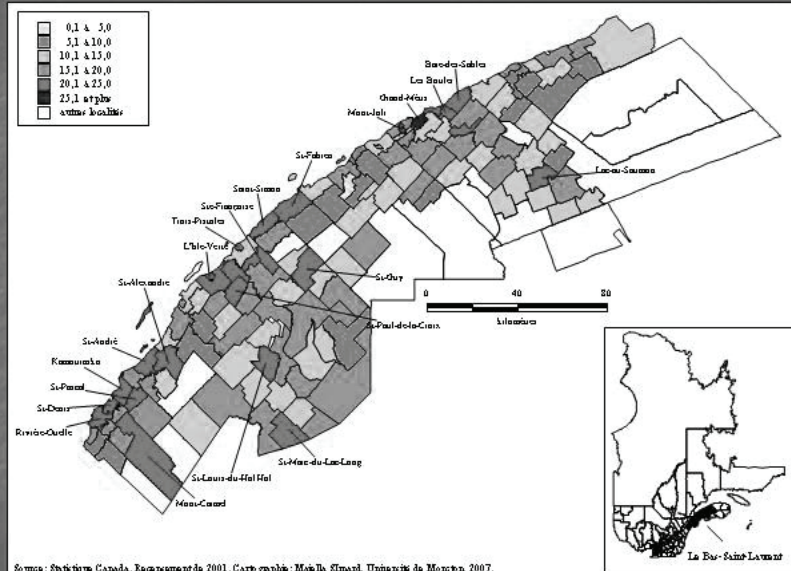 0,1 à 5,0
5,1 à 10,0
10,1 à 15,0
15,1 à 20,0
20,1 à 25,0
25,1 et plus
autres localités
Baie-des-Sables
Les Boules
Grand-Métis
Mont-Joli
St-Fabien
Lac-au-Saumon
Saint-Simon
Ste-Françoise
Trois-Pistoles
L'Isle-Verte
St-Guy
St-Alexandre
0 40 80
kilomètres
St-Paul-de-la-Croix
St-André
Kamouraska
St-Pascal
St-Denis
Rivière-Ouelle
St-Marc-du-Lac-Long
St-Louis-du-Ha! Ha!
Mont-Carmel
Le Bas-Saint-Laurent
Source: Statistique Canada, Recensement de 2001. Cartographie: Majella Simard, Université de Moncton, 2007.